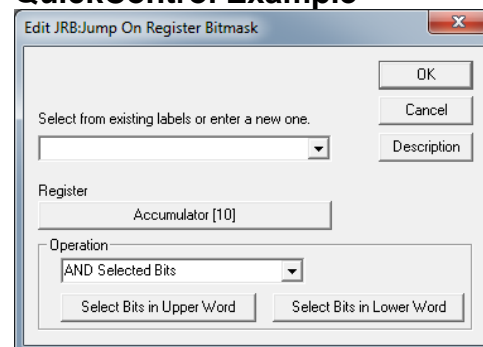 QuickControl Example
Edit JRB:Jump On Register Bitmask
OK
Select from existing labels or enter a new one.
Cancel
Description
Register
Accumulator [10]
Operation
AND Selected Bits
Select Bits in Upper Word
Select Bits in Lower Word